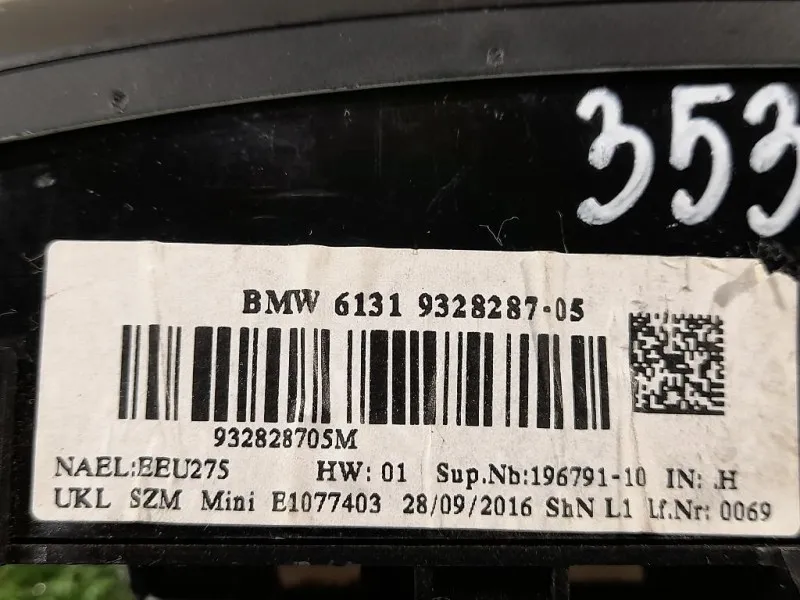 353
BMW 6131 9328287-05
932828705M
NAEL:EEU275 HW: 01 Sup.Nb:196791-10 IN: .H
UKL SZM Mini E1077403 28/09/2016 ShN L1 Lf.Nr: 0069